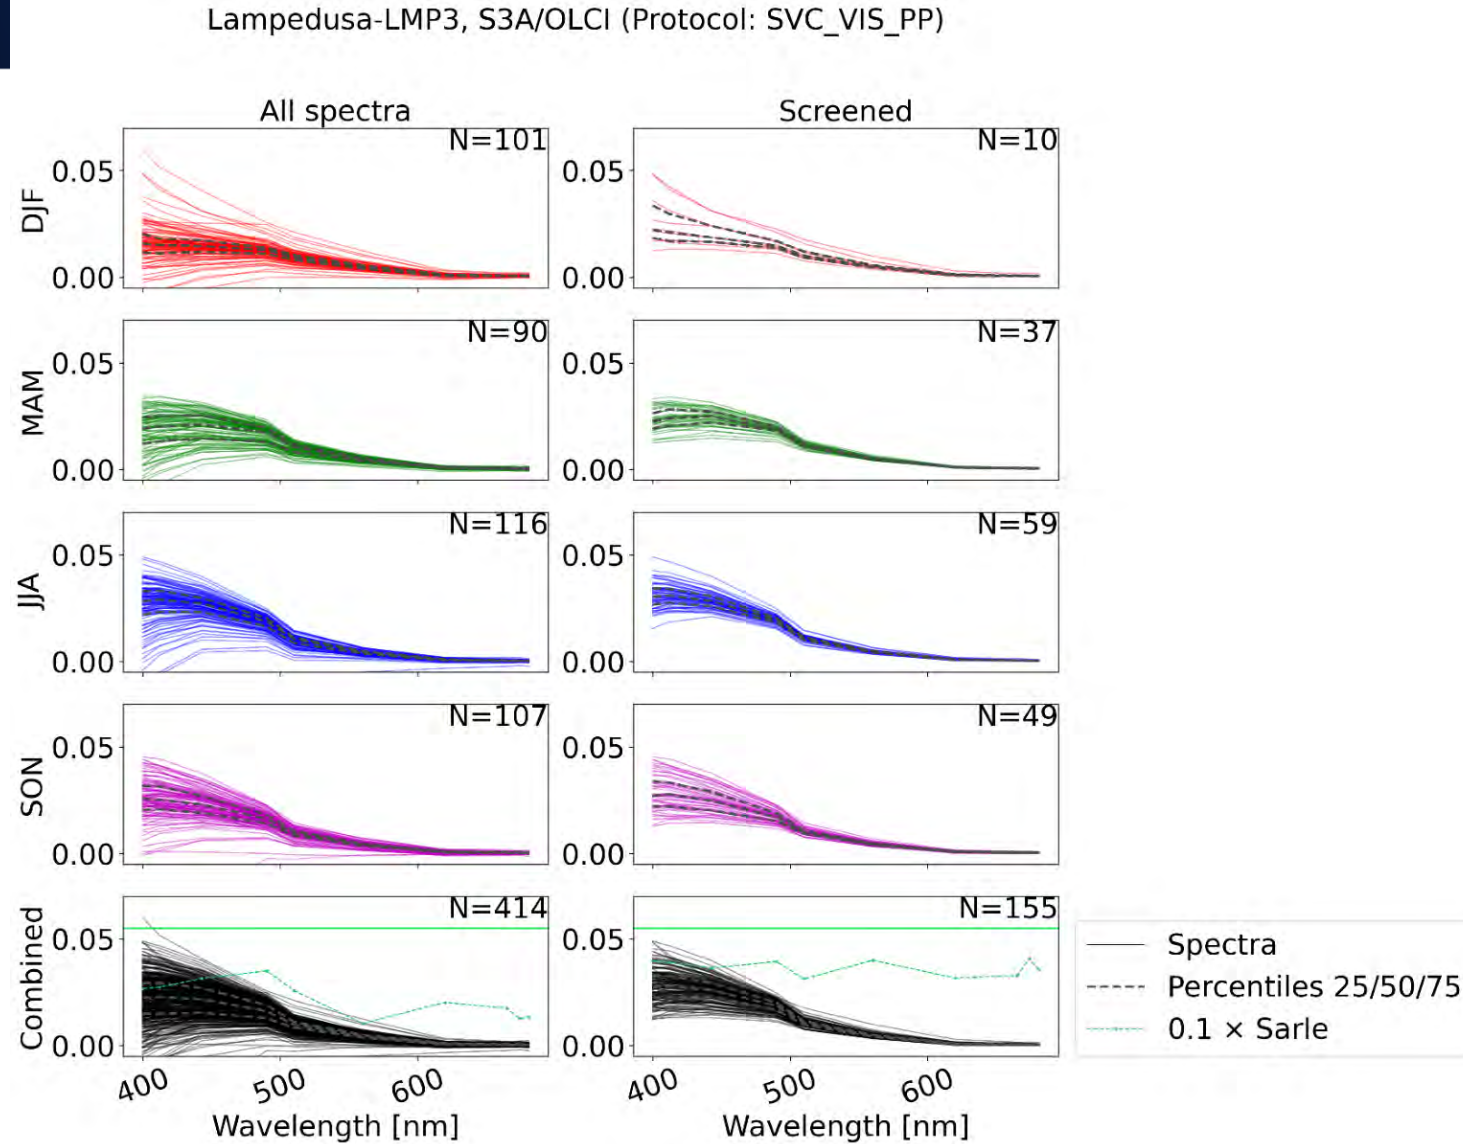 Lampedusa-LMP3, S3A/OLCI (Protocol: SVC_VIS_PP)
All spectra
Screened
DJF
0.05
0.00
N=101
0.05
0.00
N=10
MAM
0.05
0.00
N=90
0.05
0.00
N=37
JJA
0.05
0.00
N=116
0.05
0.00
N=59
SON
0.05
0.00
N=107
0.05
0.00
N=49
Combined
0.05
0.00
N=414
0.05
0.00
N=155
400 500 600
400 500 600
Wavelength [nm]
Wavelength [nm]
Spectra
Percentiles 25/50/75
0.1 × Sarle